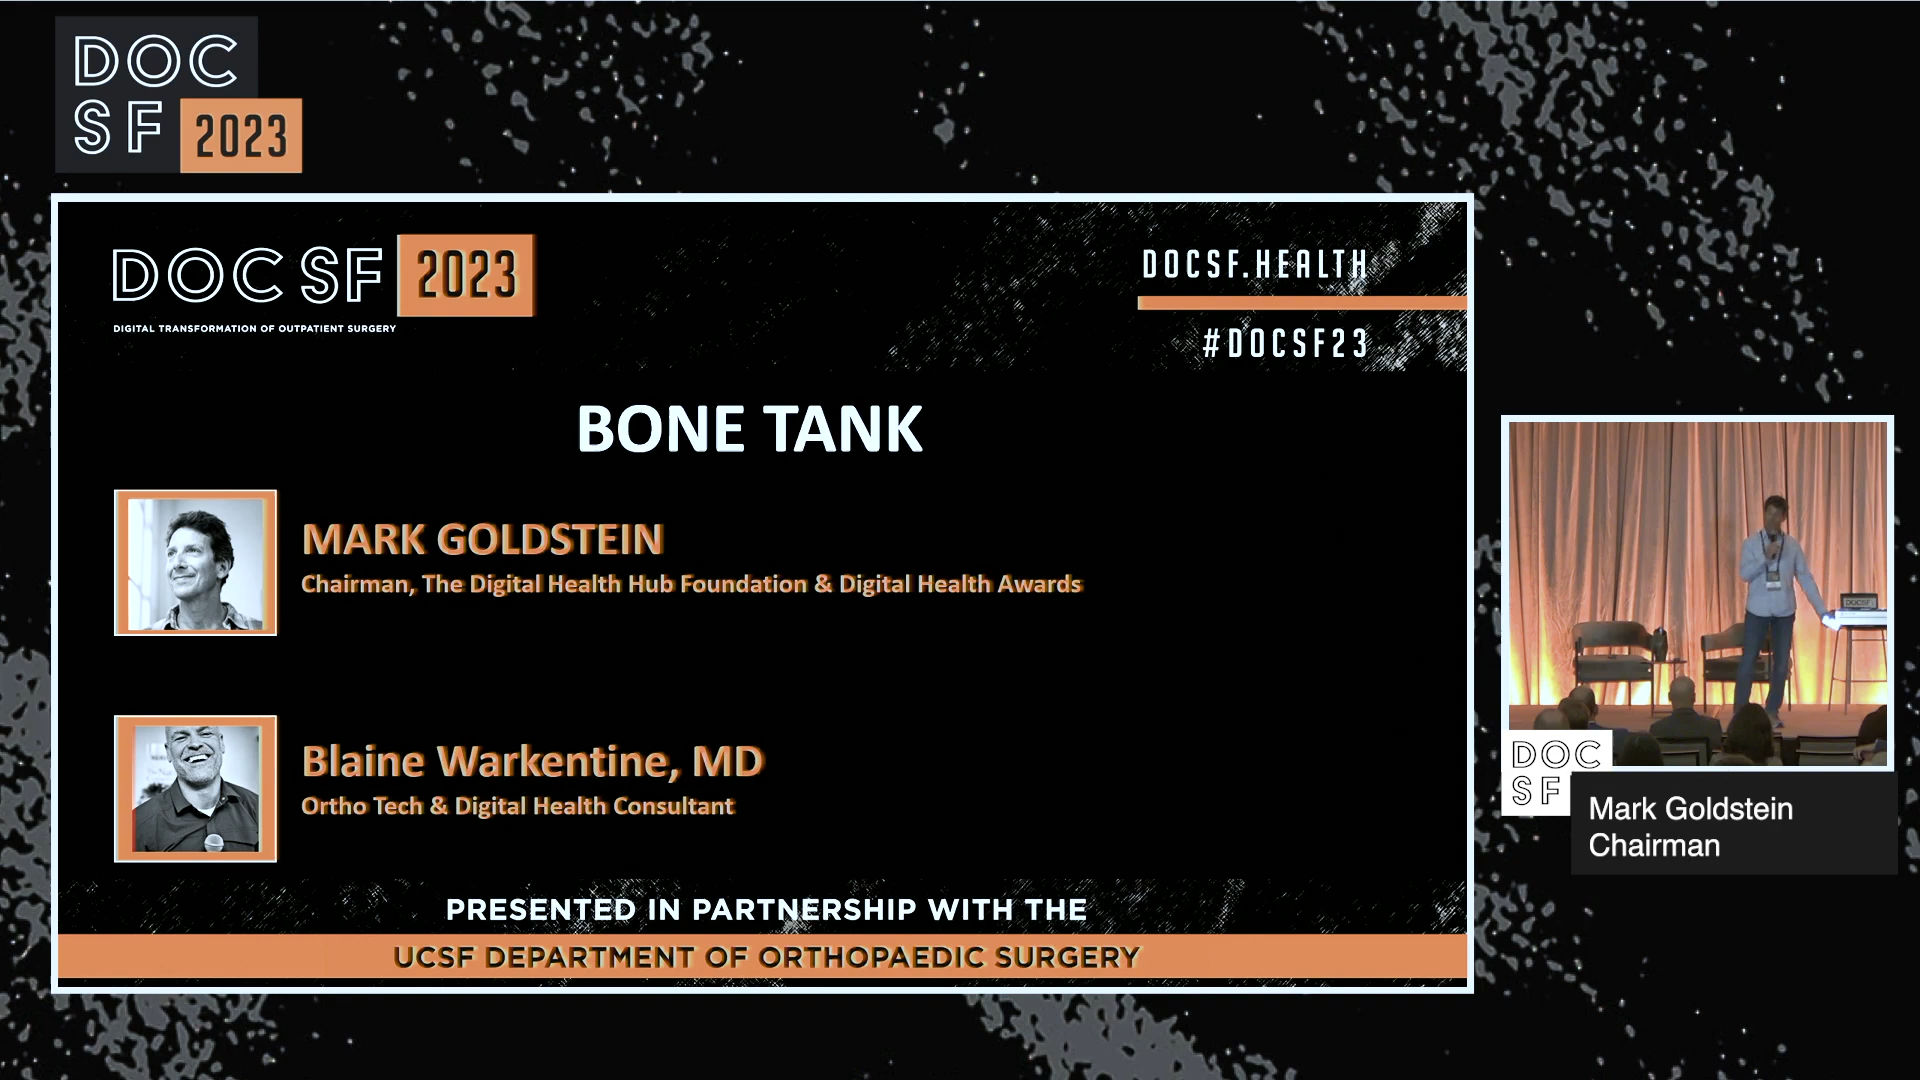 DOC
SF 2023
DOC SF 2023
DIGITAL TRANSFORMATION OF OUTPATIENT SURGERY
DOCSF.HEALTH
#DOCSF23
BONE TANK
MARK GOLDSTEIN
Chairman, The Digital Health Hub Foundation & Digital Health Awards
Blaine Warkentine, MD
Ortho Tech & Digital Health Consultant
PRESENTED IN PARTNERSHIP WITH THE
UCSF DEPARTMENT OF ORTHOPAEDIC SURGERY
DOCSF
DOC
SF
Mark Goldstein
Chairman